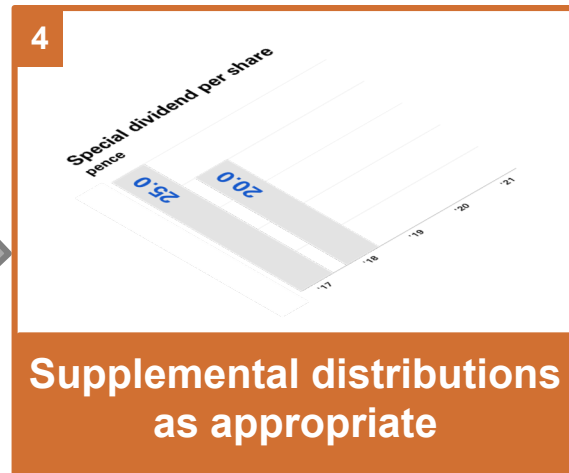 4
Special dividend per share
pence
25.0
20.0
'17
'18
'19
'20
'21
Supplemental distributions
as appropriate